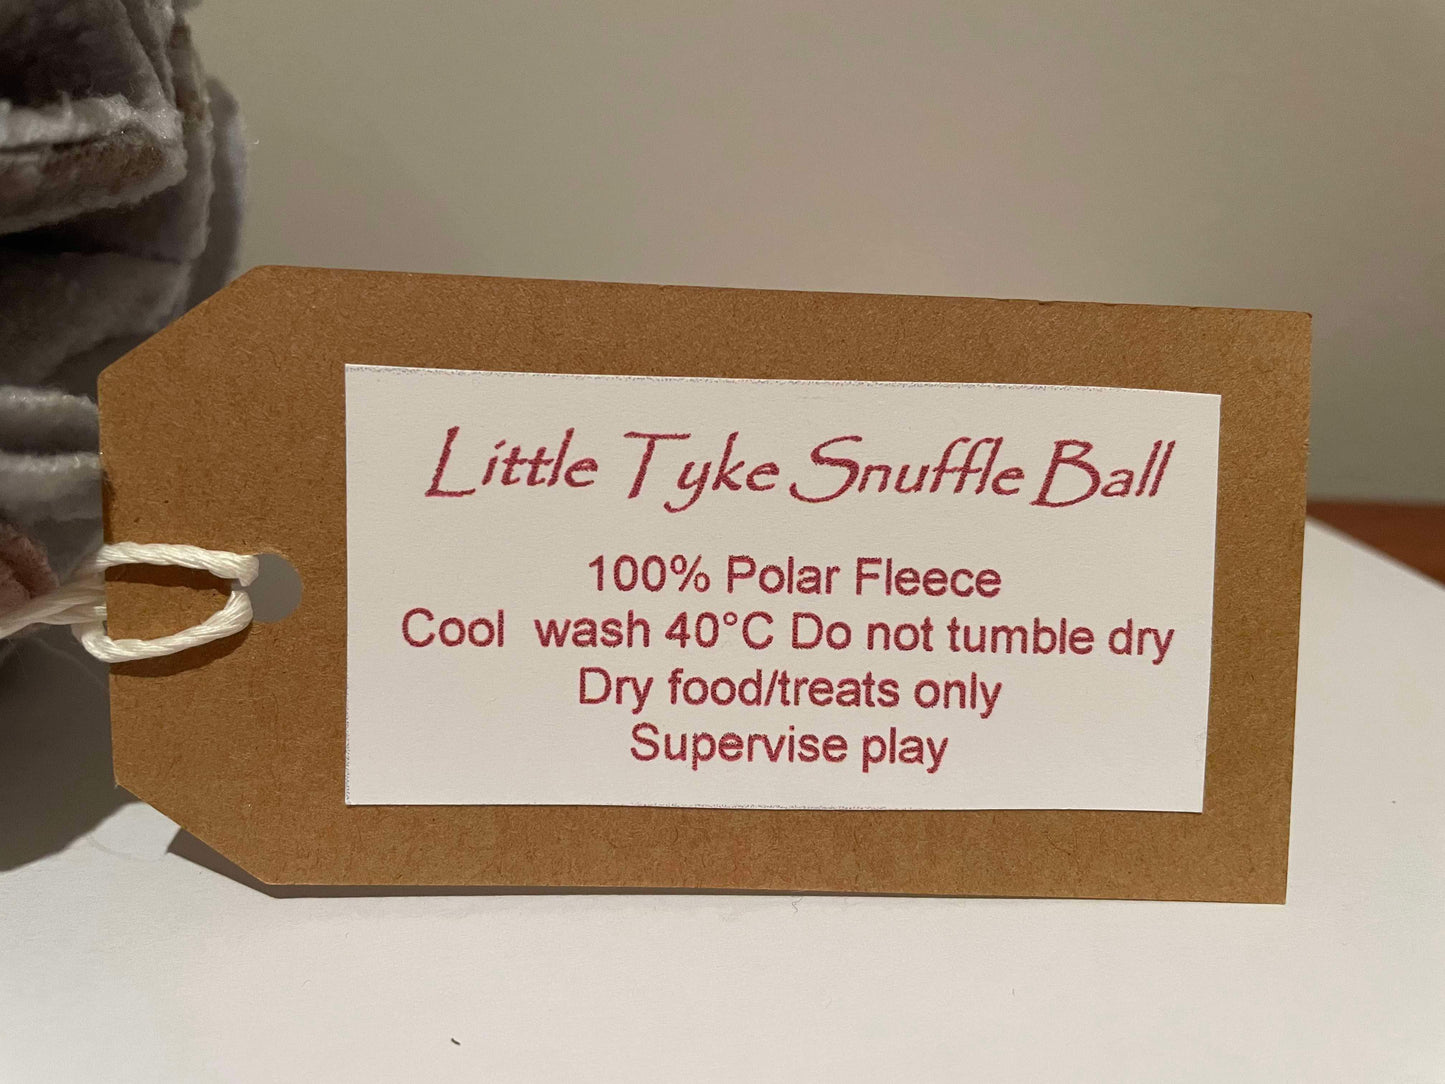 Little Tyke Snuffle Ball
100% Polar Fleece
Cool  wash 40°C Do not tumble dry
Dry food/treats only
Supervise play